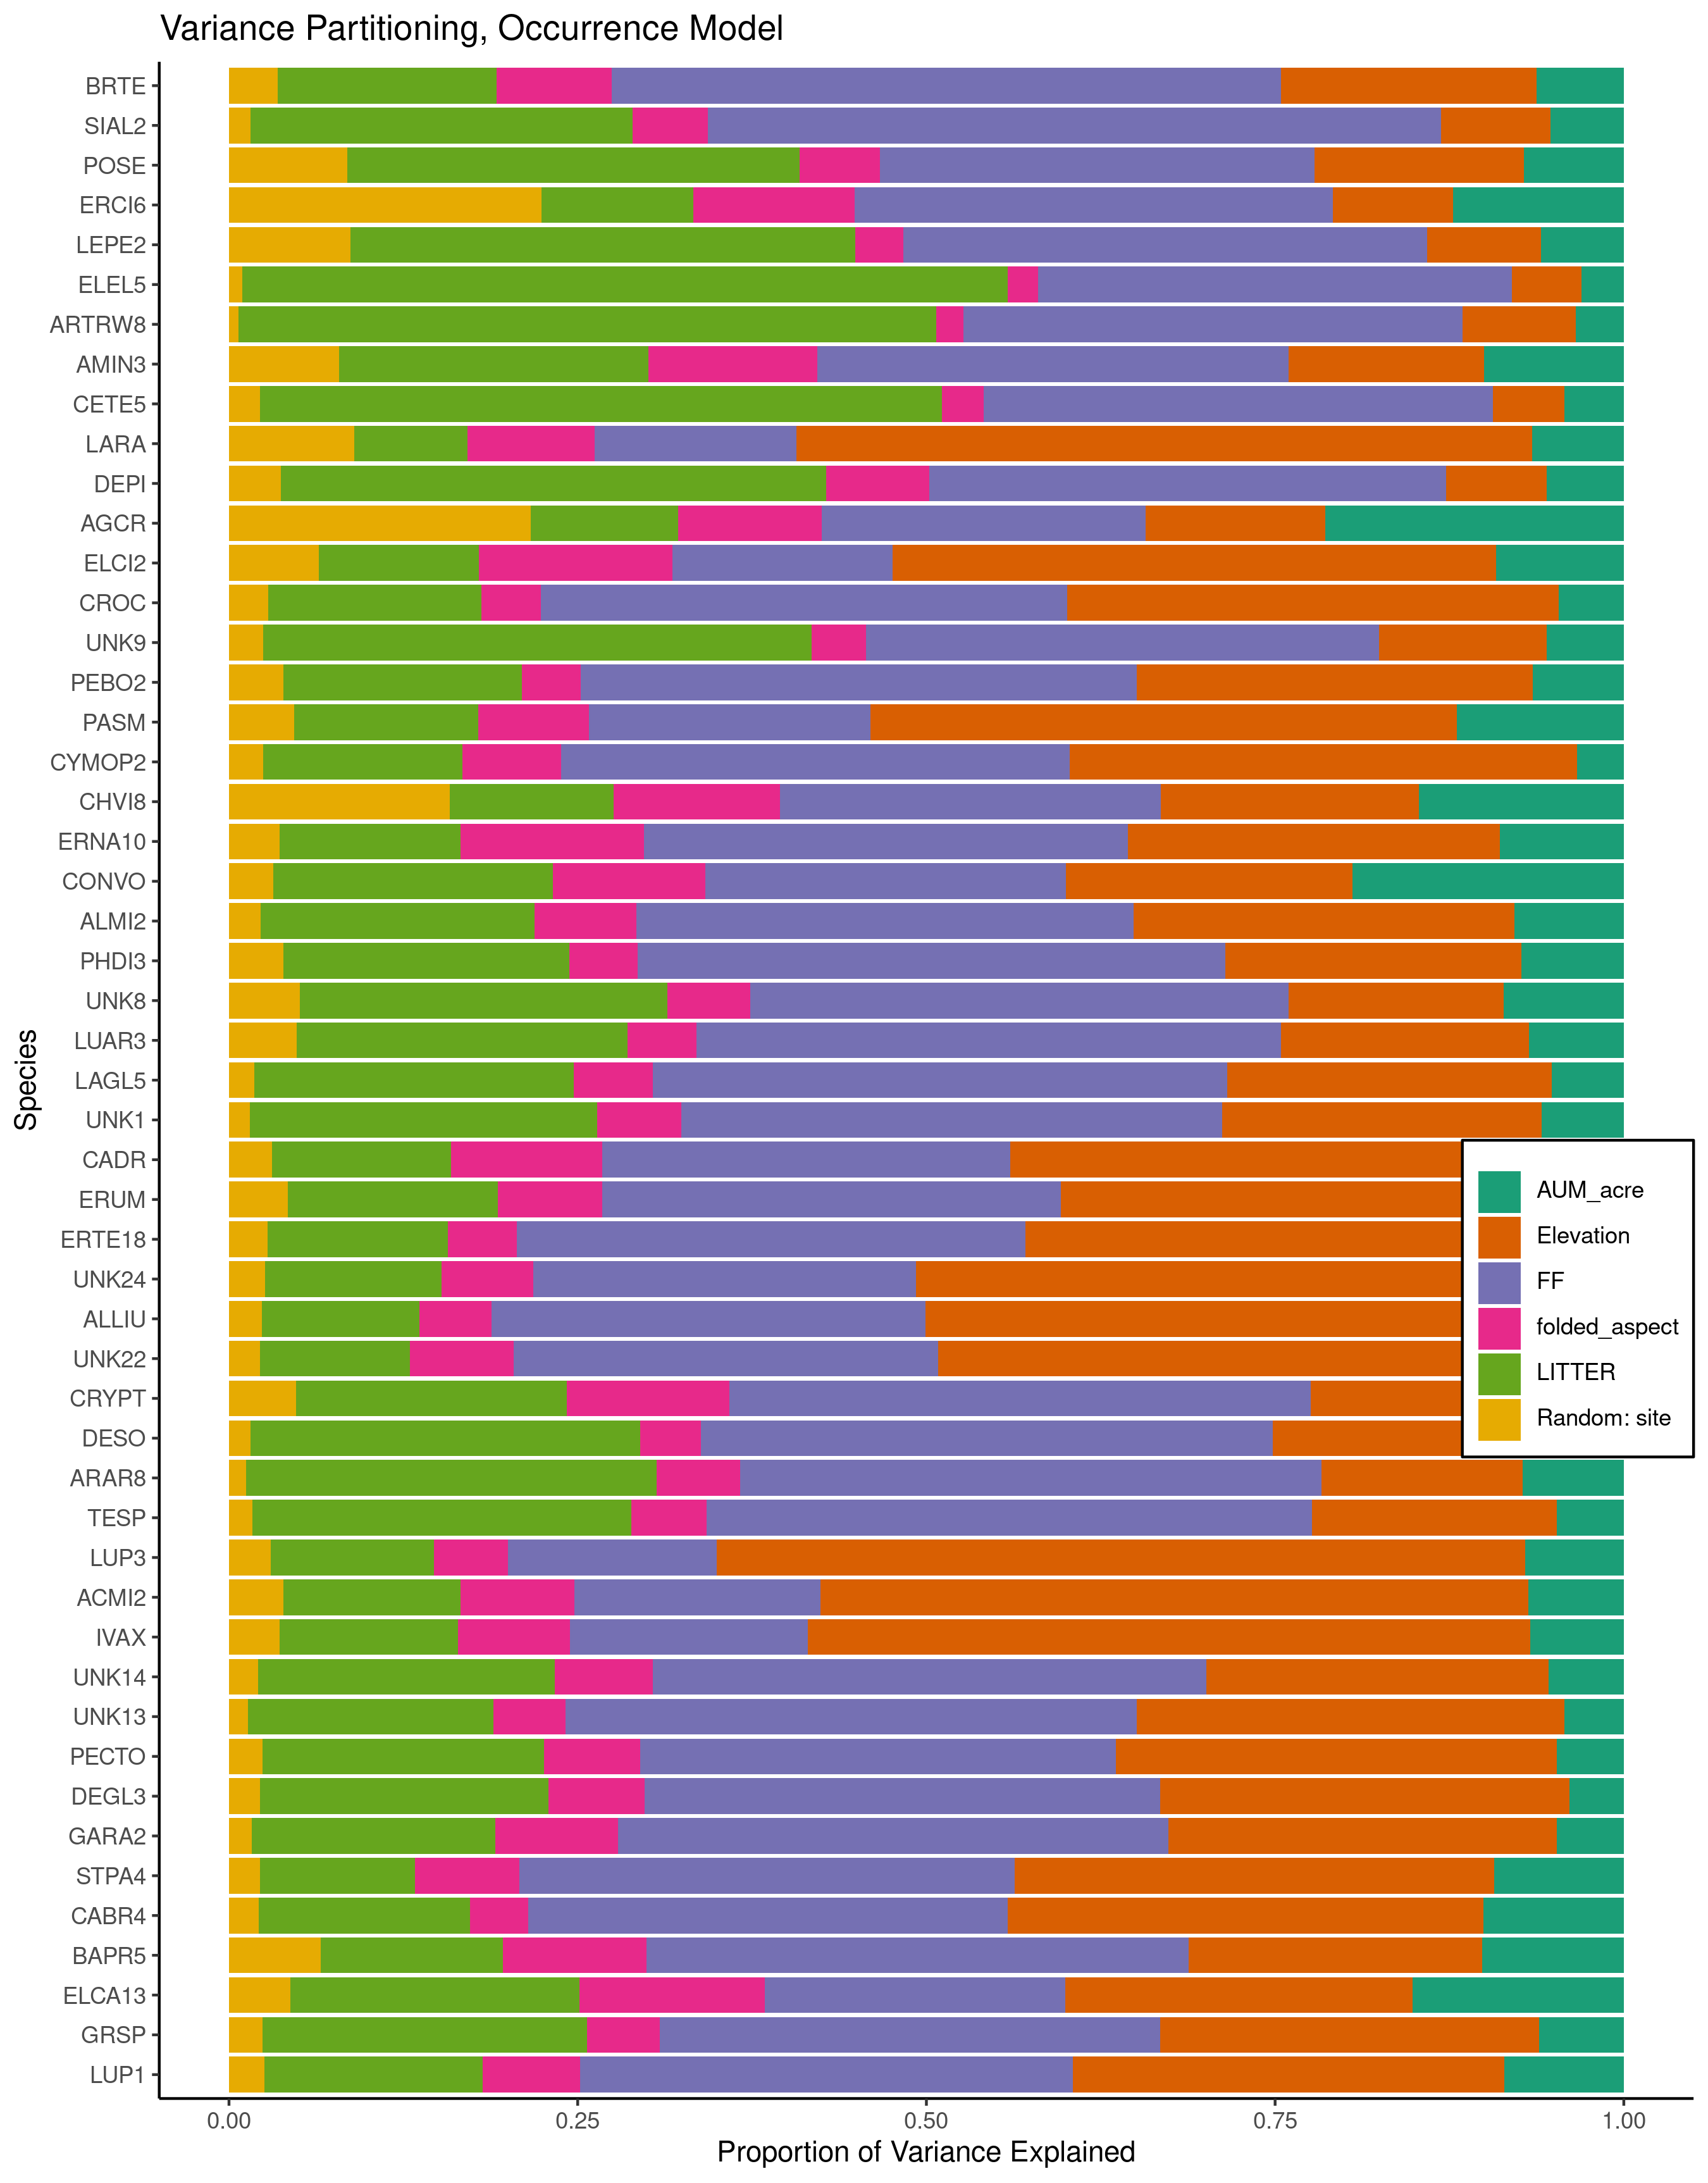 Variance Partitioning, Occurrence Model
BRTE
SIAL2
POSE
ERCI6
LEPE2
ELEL5
ARTRW8
AMIN3
CETE5
LARA
DEPI
AGCR
ELCI2
CROC
UNK9
PEBO2
PASM
CYMOP2
CHVI8
ERNA10
CONVO
ALMI2
PHDI3
UNK8
LUAR3
LAGL5
UNK1
CADR
ERUM
ERTE18
UNK24
ALLIU
UNK22
CRYPT
DESO
ARAR8
TESP
LUP3
ACMI2
IVAX
UNK14
UNK13
PECTO
DEGL3
GARA2
STPA4
CABR4
BAPR5
ELCA13
GRSP
LUP1
Species
AUM_acre
Elevation
FF
folded_aspect
LITTER
Random: site
0.00 0.25 0.50 0.75 1.00
Proportion of Variance Explained